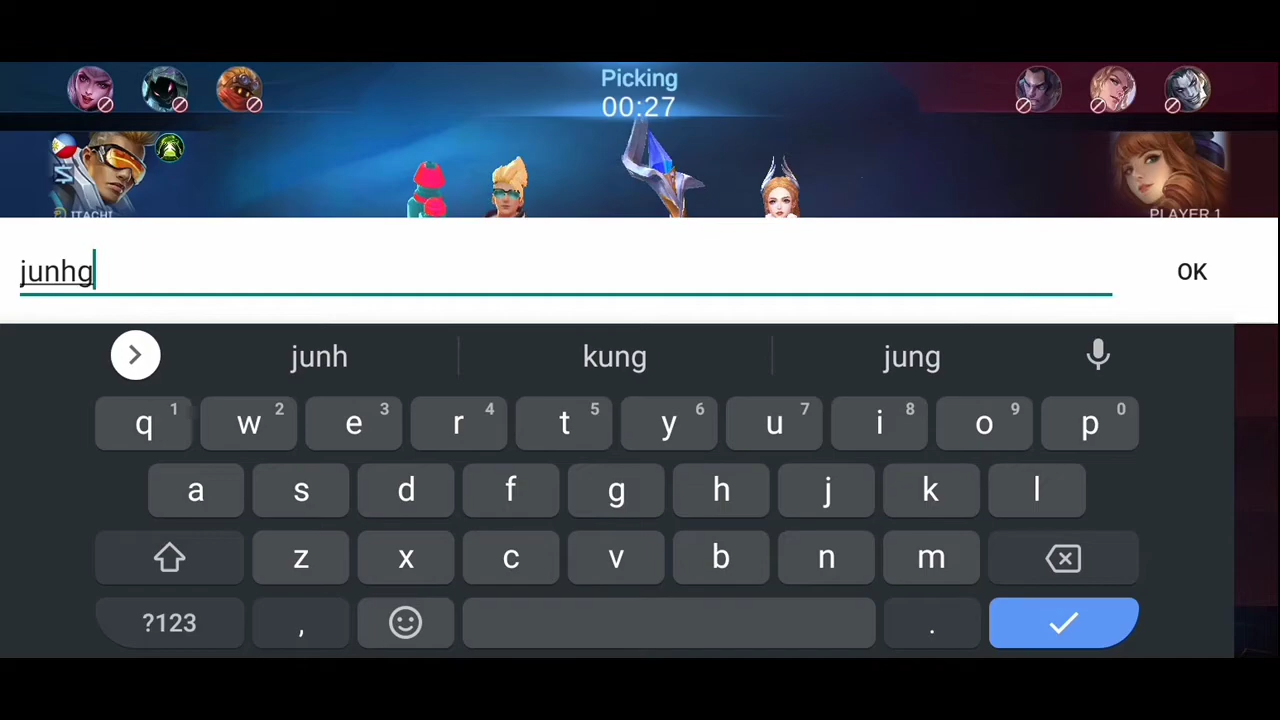 Picking
00:27
ITACHI
PLAYER 1
junhg
OK
junh kung jung
q 1 w 2 e 3 r 4 t 5 y 6 u 7 i 8 o 9 p 0
a s d f g h j k l
z x c v b n m
?123 , .